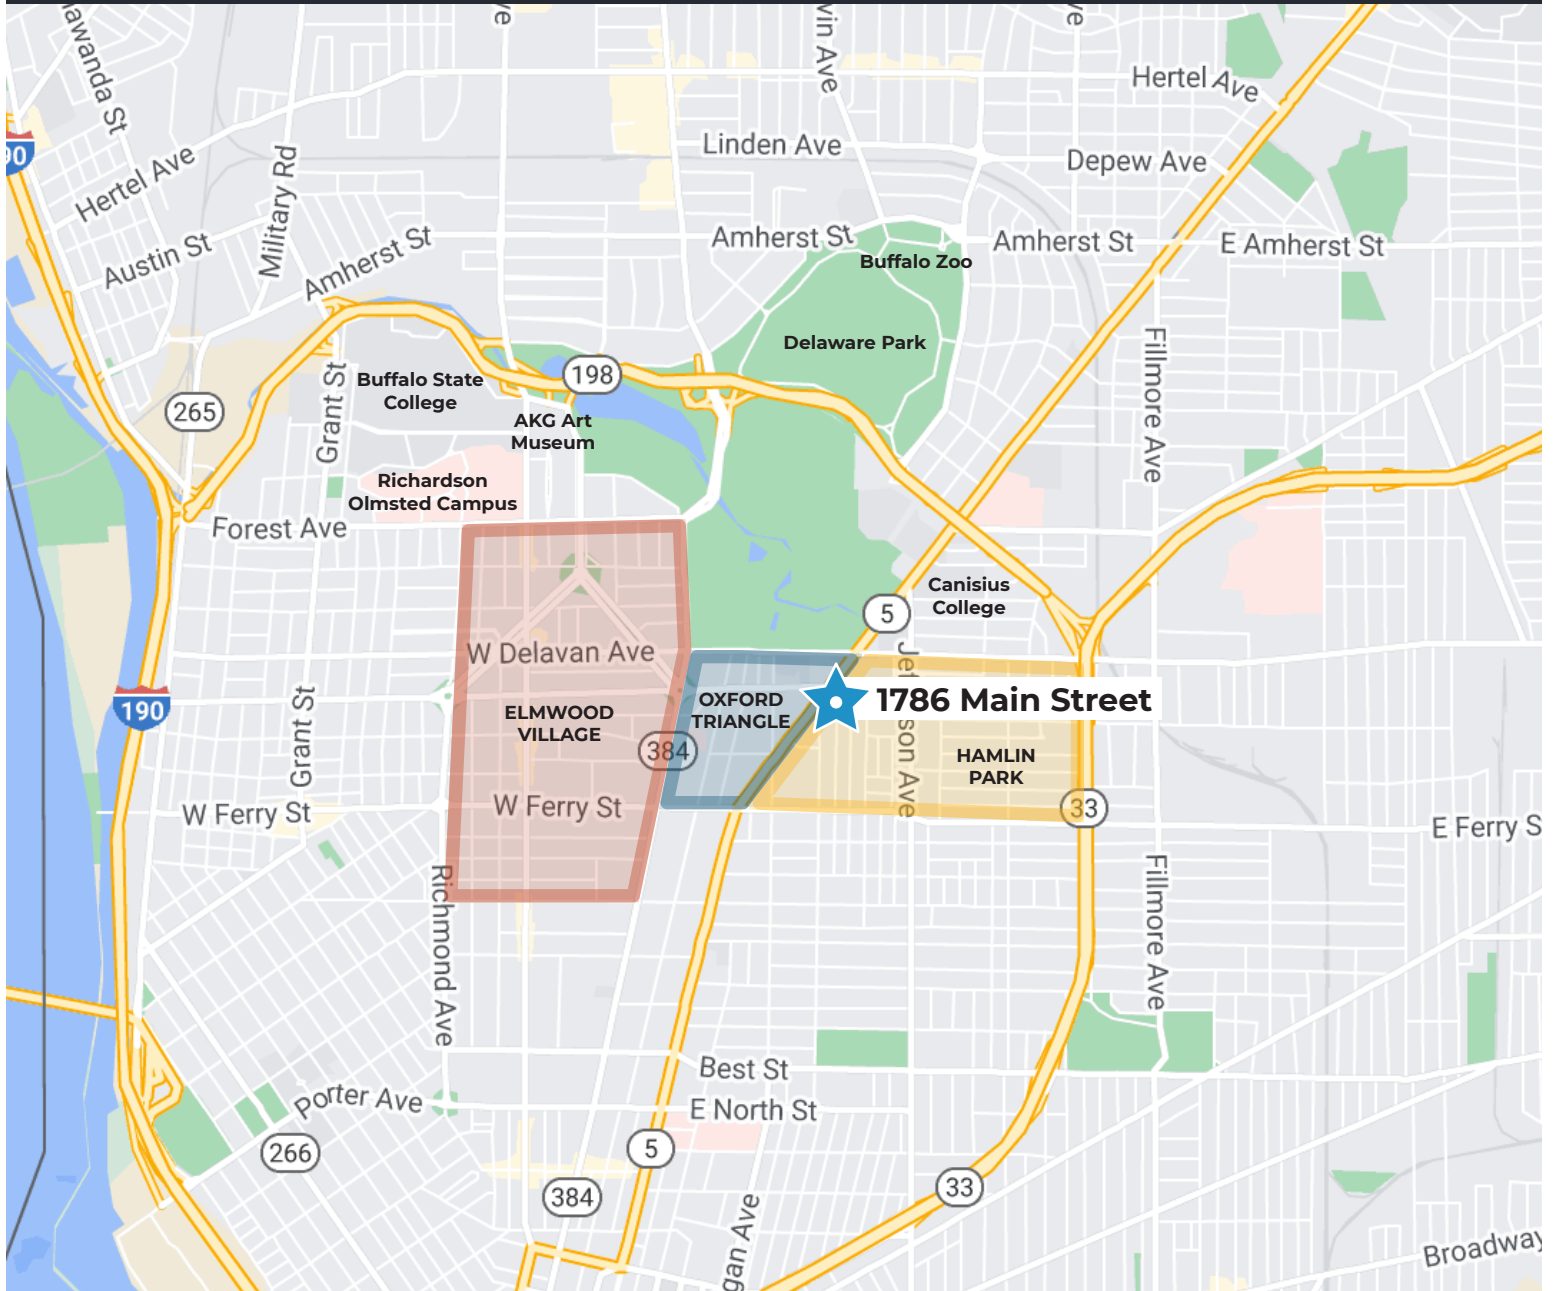 Hertel Ave
Linden Ave
Depew Ave
90
Hertel Ave
Military Rd
Austin St
Amherst St
Amherst St
Amherst St
E Amherst St
Buffalo Zoo
Delaware Park
198
265
Grant St
Buffalo State
College
AKG Art
Museum
Fillmore Ave
Richardson
Olmsted Campus
Forest Ave
Canisius
College
5
W Delavan Ave
190
Grant St
ELMWOOD
VILLAGE
384
OXFORD
TRIANGLE
1786 Main Street
HAMLIN
PARK
33
W Ferry St
W Ferry St
E Ferry S
Richmond Ave
Fillmore Ave
Best St
E North St
Porter Ave
266
5
384
33
Broadway